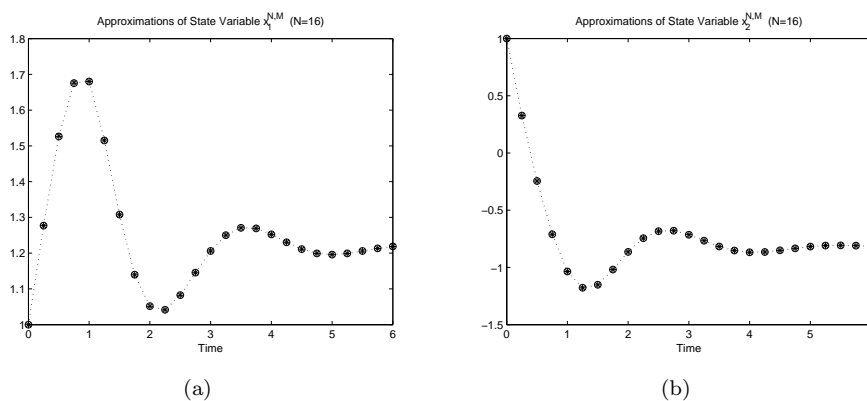 Approximations of State Variable x₁ᴺ,ᴹ (N=16)
1.8
1.7
1.6
1.5
1.4
1.3
1.2
1.1
1
0 1 2 3 4 5 6
Time
(a)
Approximations of State Variable x₂ᴺ,ᴹ (N=16)
1
0.5
0
−0.5
−1
−1.5
0 1 2 3 4 5
Time
(b)